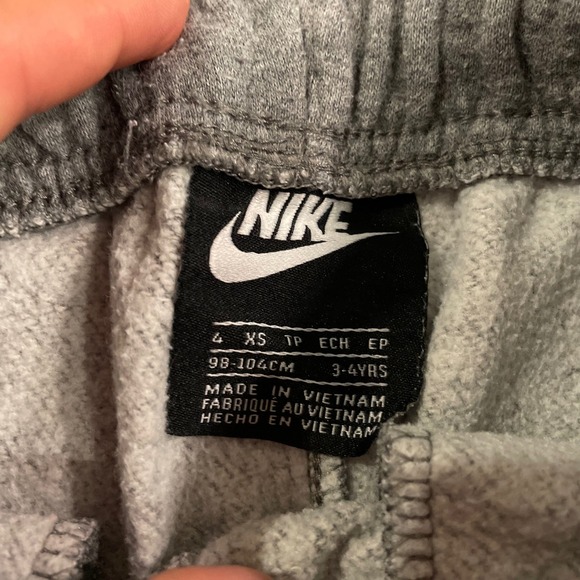 NIKE
4 XS TP ECH EP
98-104CM 3-4YRS
MADE IN VIETNAM
FABRIQUÉ AU VIETNAM
HECHO EN VIETNAM